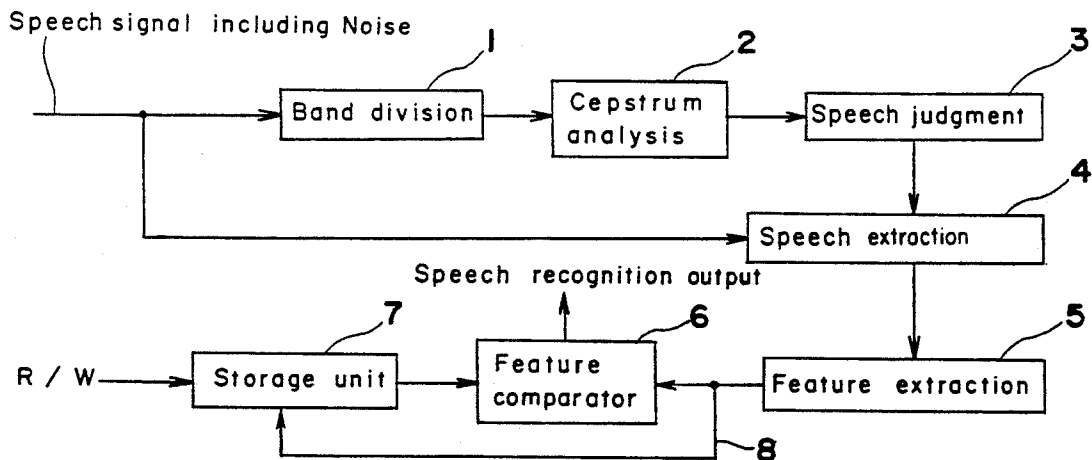 Speech signal including Noise
1
2
3
Band division
Cepstrum
analysis
Speech judgment
4
Speech extraction
Speech recognition output
7
6
5
R / W
Storage unit
Feature
comparator
Feature extraction
8